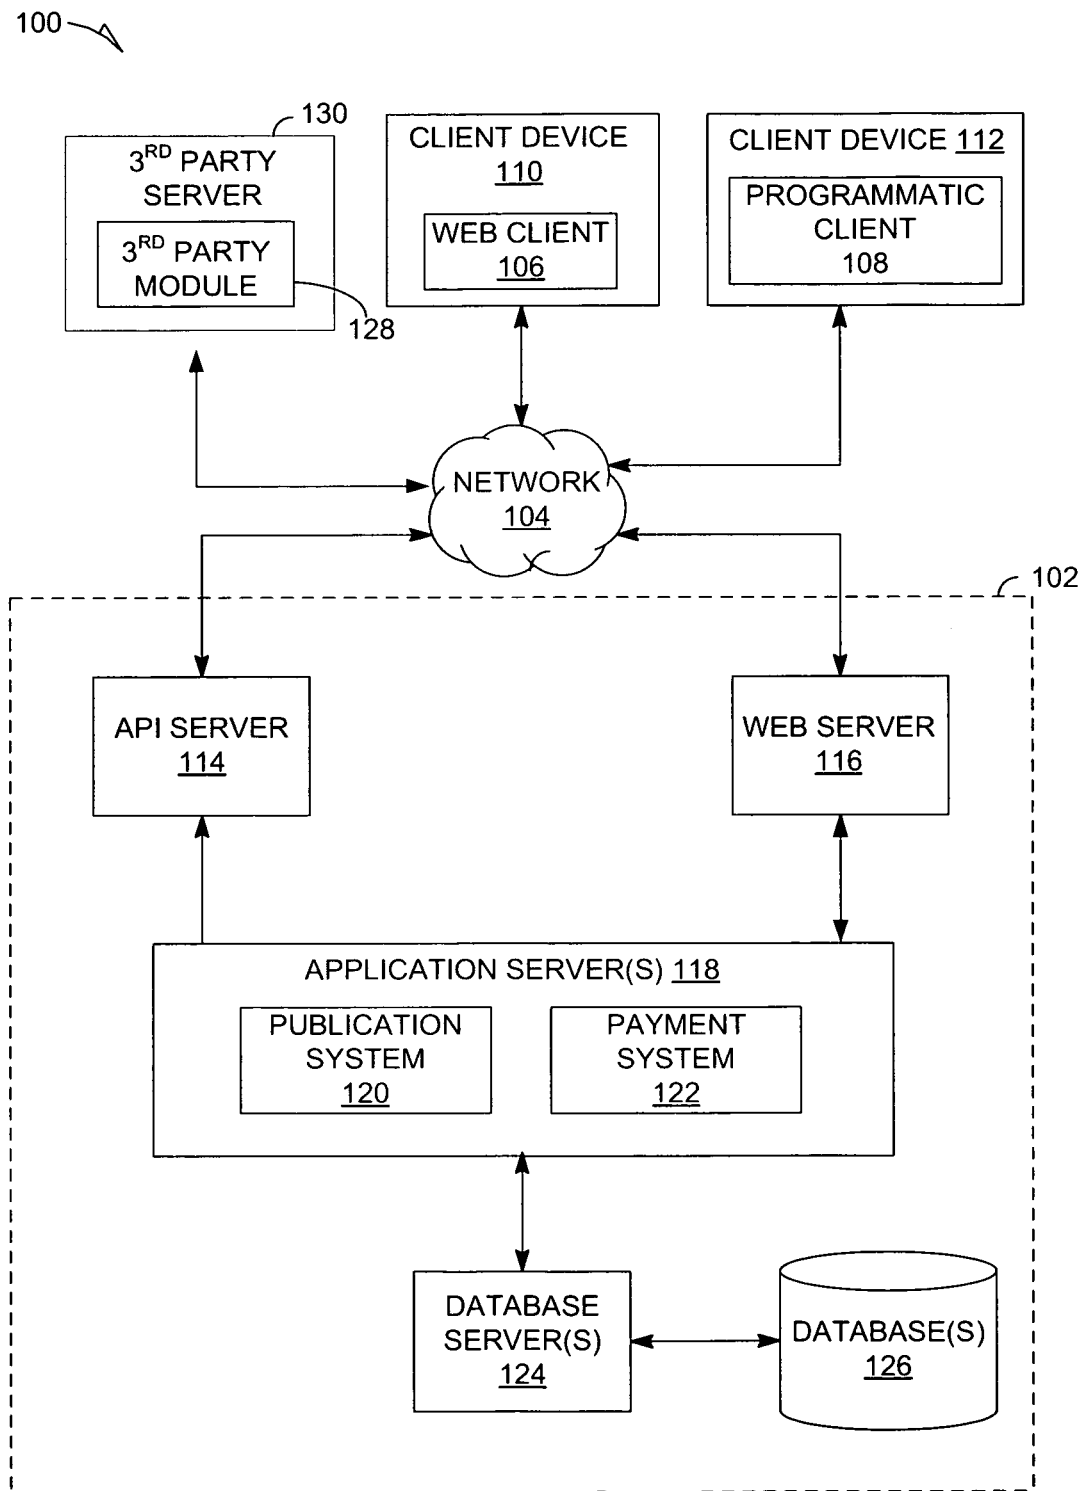 100
130
3RD PARTY
SERVER
3RD PARTY
MODULE
128
CLIENT DEVICE
110
WEB CLIENT
106
CLIENT DEVICE 112
PROGRAMMATIC
CLIENT
108
NETWORK
104
102
API SERVER
114
WEB SERVER
116
APPLICATION SERVER(S) 118
PUBLICATION
SYSTEM
120
PAYMENT
SYSTEM
122
DATABASE
SERVER(S)
124
DATABASE(S)
126